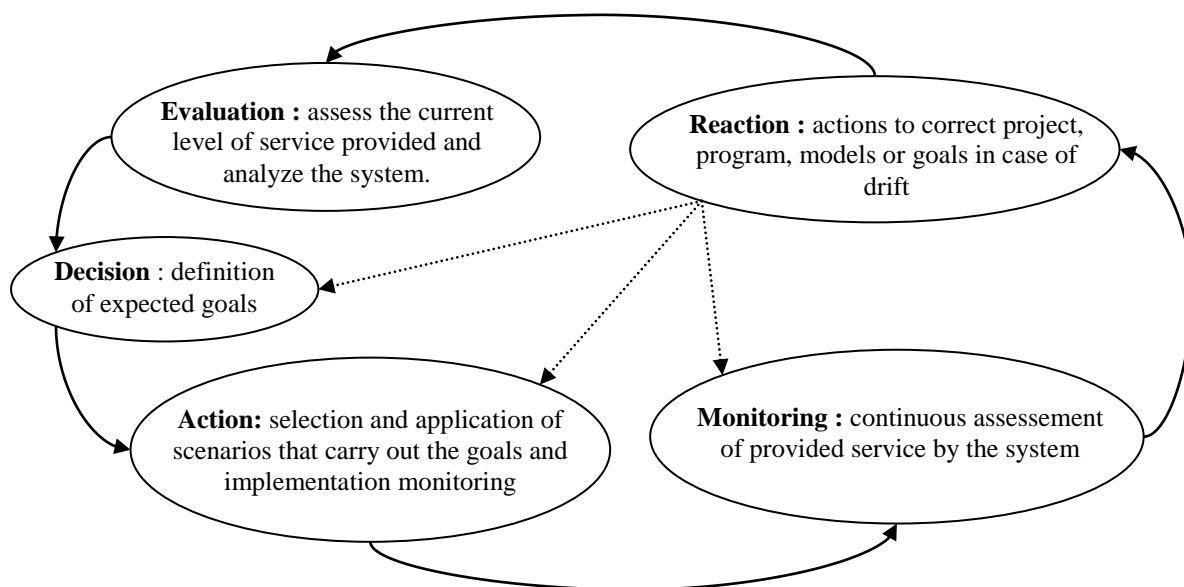 Evaluation : assess the current
level of service provided and
analyze the system.
Reaction : actions to correct project,
program, models or goals in case of
drift
Decision : definition
of expected goals
Action: selection and application of
scenarios that carry out the goals and
implementation monitoring
Monitoring : continuous assessement
of provided service by the system